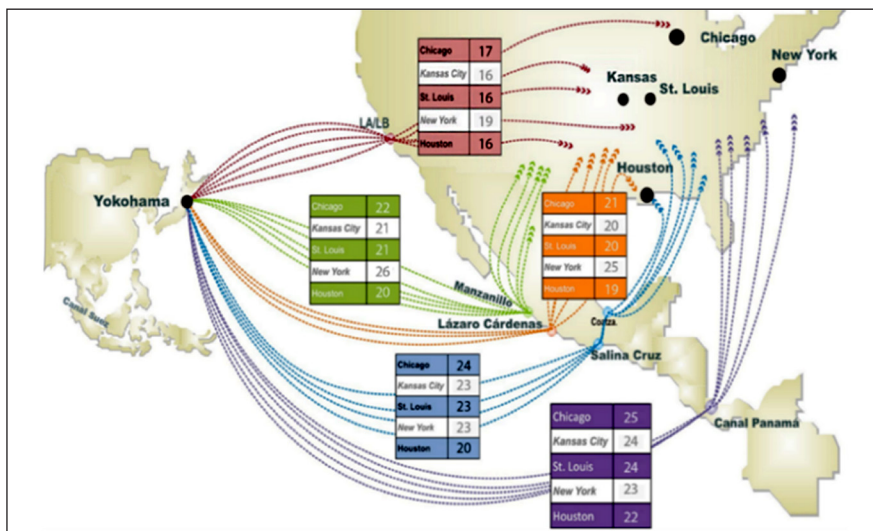 Chicago
New York
Kansas
St. Louis
Houston
LA/LB
Chicago 17
Kansas City 16
St. Louis 16
New York 19
Houston 16
Yokohama
Canal Suez
Chicago 22
Kansas City 21
St. Louis 21
New York 26
Houston 20
Manzanillo
Lázaro Cárdenas
Chicago 21
Kansas City 20
St. Louis 20
New York 25
Houston 19
Salina Cruz
Chicago 24
Kansas City 23
St. Louis 23
New York 23
Houston 20
Canal Panamá
Chicago 25
Kansas City 24
St. Louis 24
New York 23
Houston 22